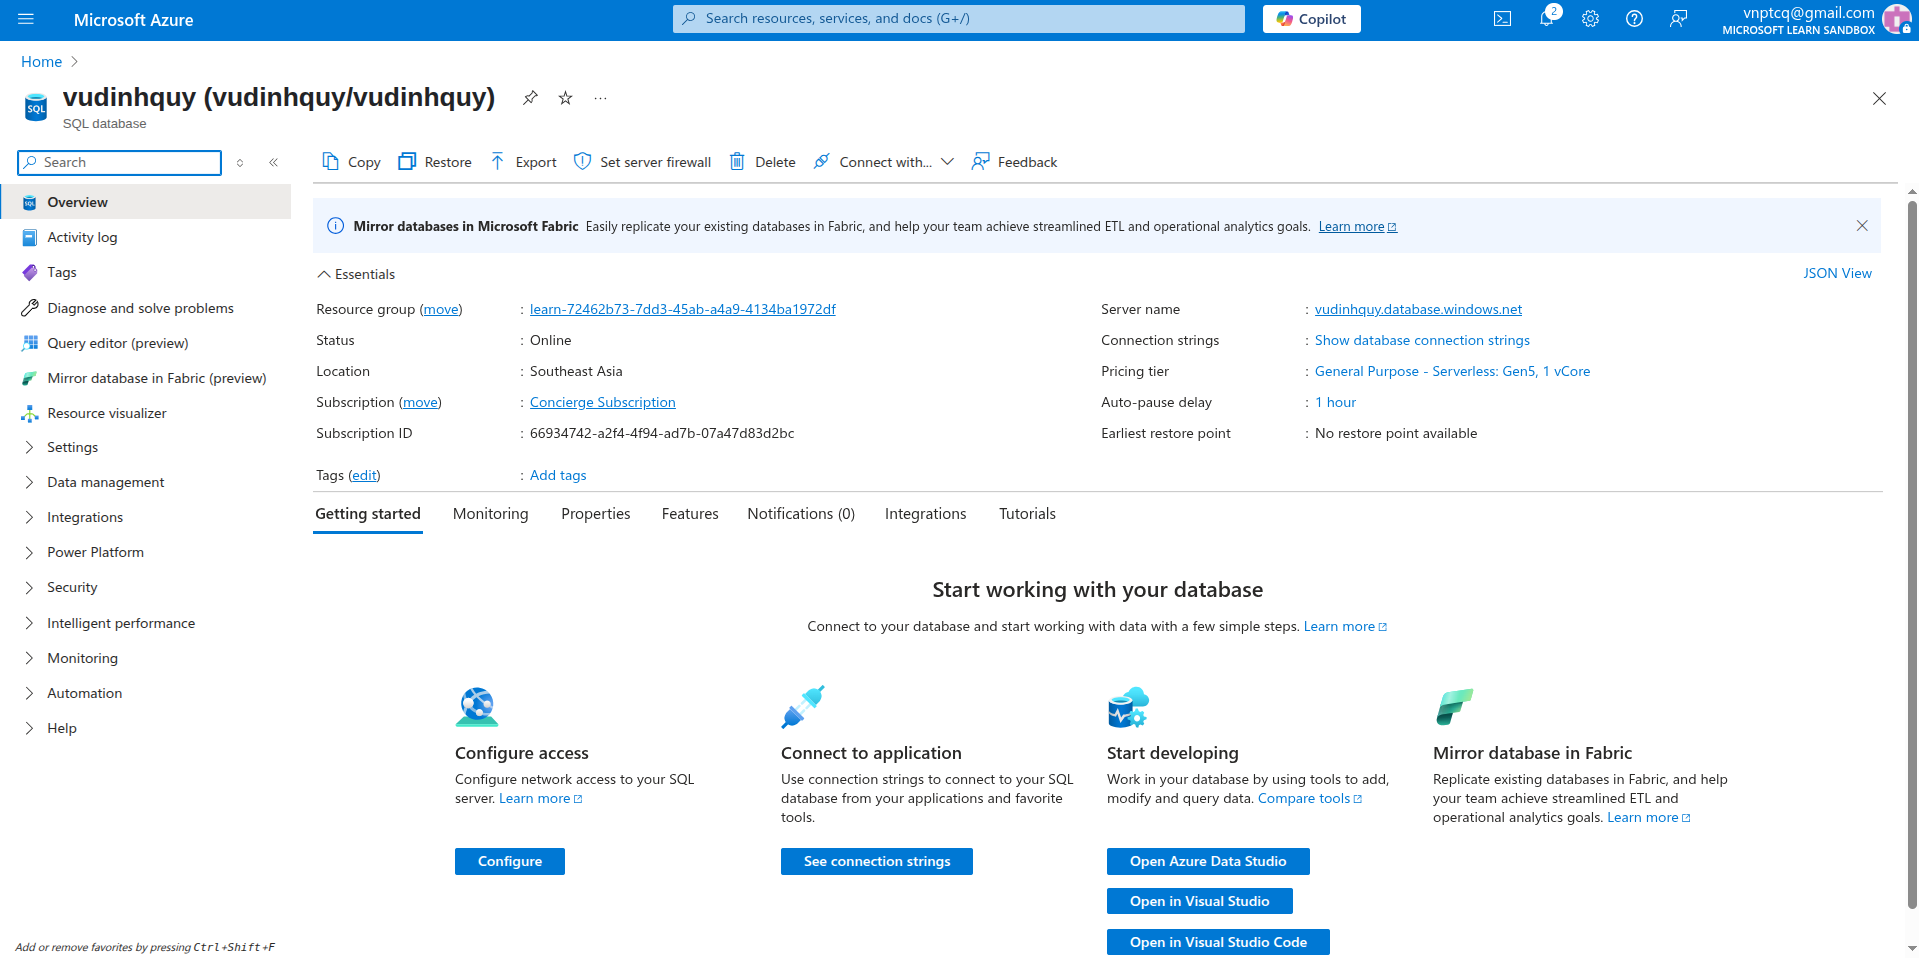 Microsoft Azure
Search resources, services, and docs (G+/)
Copilot
2
vnptcq@gmail.com
MICROSOFT LEARN SANDBOX
Home
vudinhquy (vudinhquy/vudinhquy)
SQL
SQL database
Search
Copy
Restore
Export
Set server firewall
Delete
Connect with...
Feedback
Overview
Activity log
Tags
Diagnose and solve problems
Query editor (preview)
Mirror database in Fabric (preview)
Resource visualizer
Settings
Data management
Integrations
Power Platform
Security
Intelligent performance
Monitoring
Automation
Help
Add or remove favorites by pressing Ctrl+Shift+F
Mirror databases in Microsoft Fabric Easily replicate your existing databases in Fabric, and help your team achieve streamlined ETL and operational analytics goals. Learn more
Essentials
JSON View
Resource group (move) : learn-72462b73-7dd3-45ab-a4a9-4134ba1972df
Status : Online
Location : Southeast Asia
Subscription (move) : Concierge Subscription
Subscription ID : 66934742-a2f4-4f94-ad7b-07a47d83d2bc
Tags (edit) : Add tags
Server name : vudinhquy.database.windows.net
Connection strings : Show database connection strings
Pricing tier : General Purpose - Serverless: Gen5, 1 vCore
Auto-pause delay : 1 hour
Earliest restore point : No restore point available
Getting started
Monitoring
Properties
Features
Notifications (0)
Integrations
Tutorials
Start working with your database
Connect to your database and start working with data with a few simple steps. Learn more
Configure access
Configure network access to your SQL
server. Learn more
Configure
Connect to application
Use connection strings to connect to your SQL
database from your applications and favorite
tools.
See connection strings
Start developing
Work in your database by using tools to add,
modify and query data. Compare tools
Open Azure Data Studio
Open in Visual Studio
Open in Visual Studio Code
Mirror database in Fabric
Replicate existing databases in Fabric, and help
your team achieve streamlined ETL and
operational analytics goals. Learn more